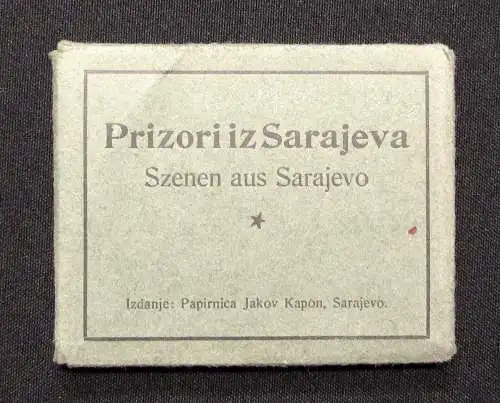 Prizori iz Sarajeva
Szenen aus Sarajevo
Izdanje: Papirnica Jakov Kapon, Sarajevo.